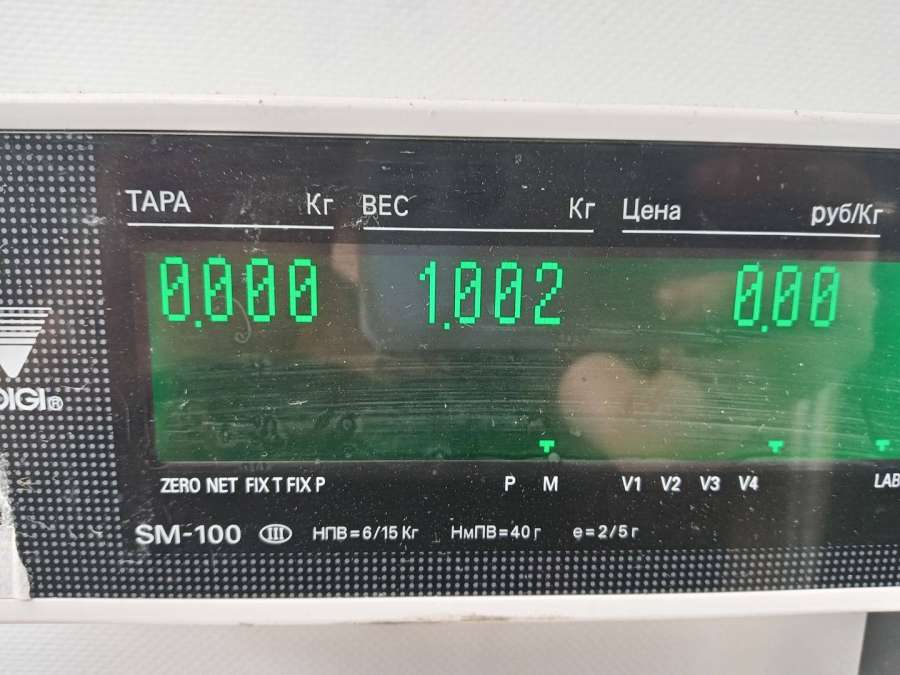 ТАРА Кг ВЕС Кг Цена руб/Кг
0.000 1.002 0.00
DIGI®
ZERO NET FIX T FIX P P M V1 V2 V3 V4 LAB
SM-100 III НПВ=6/15 Кг НмПВ=40 г e=2/5 г